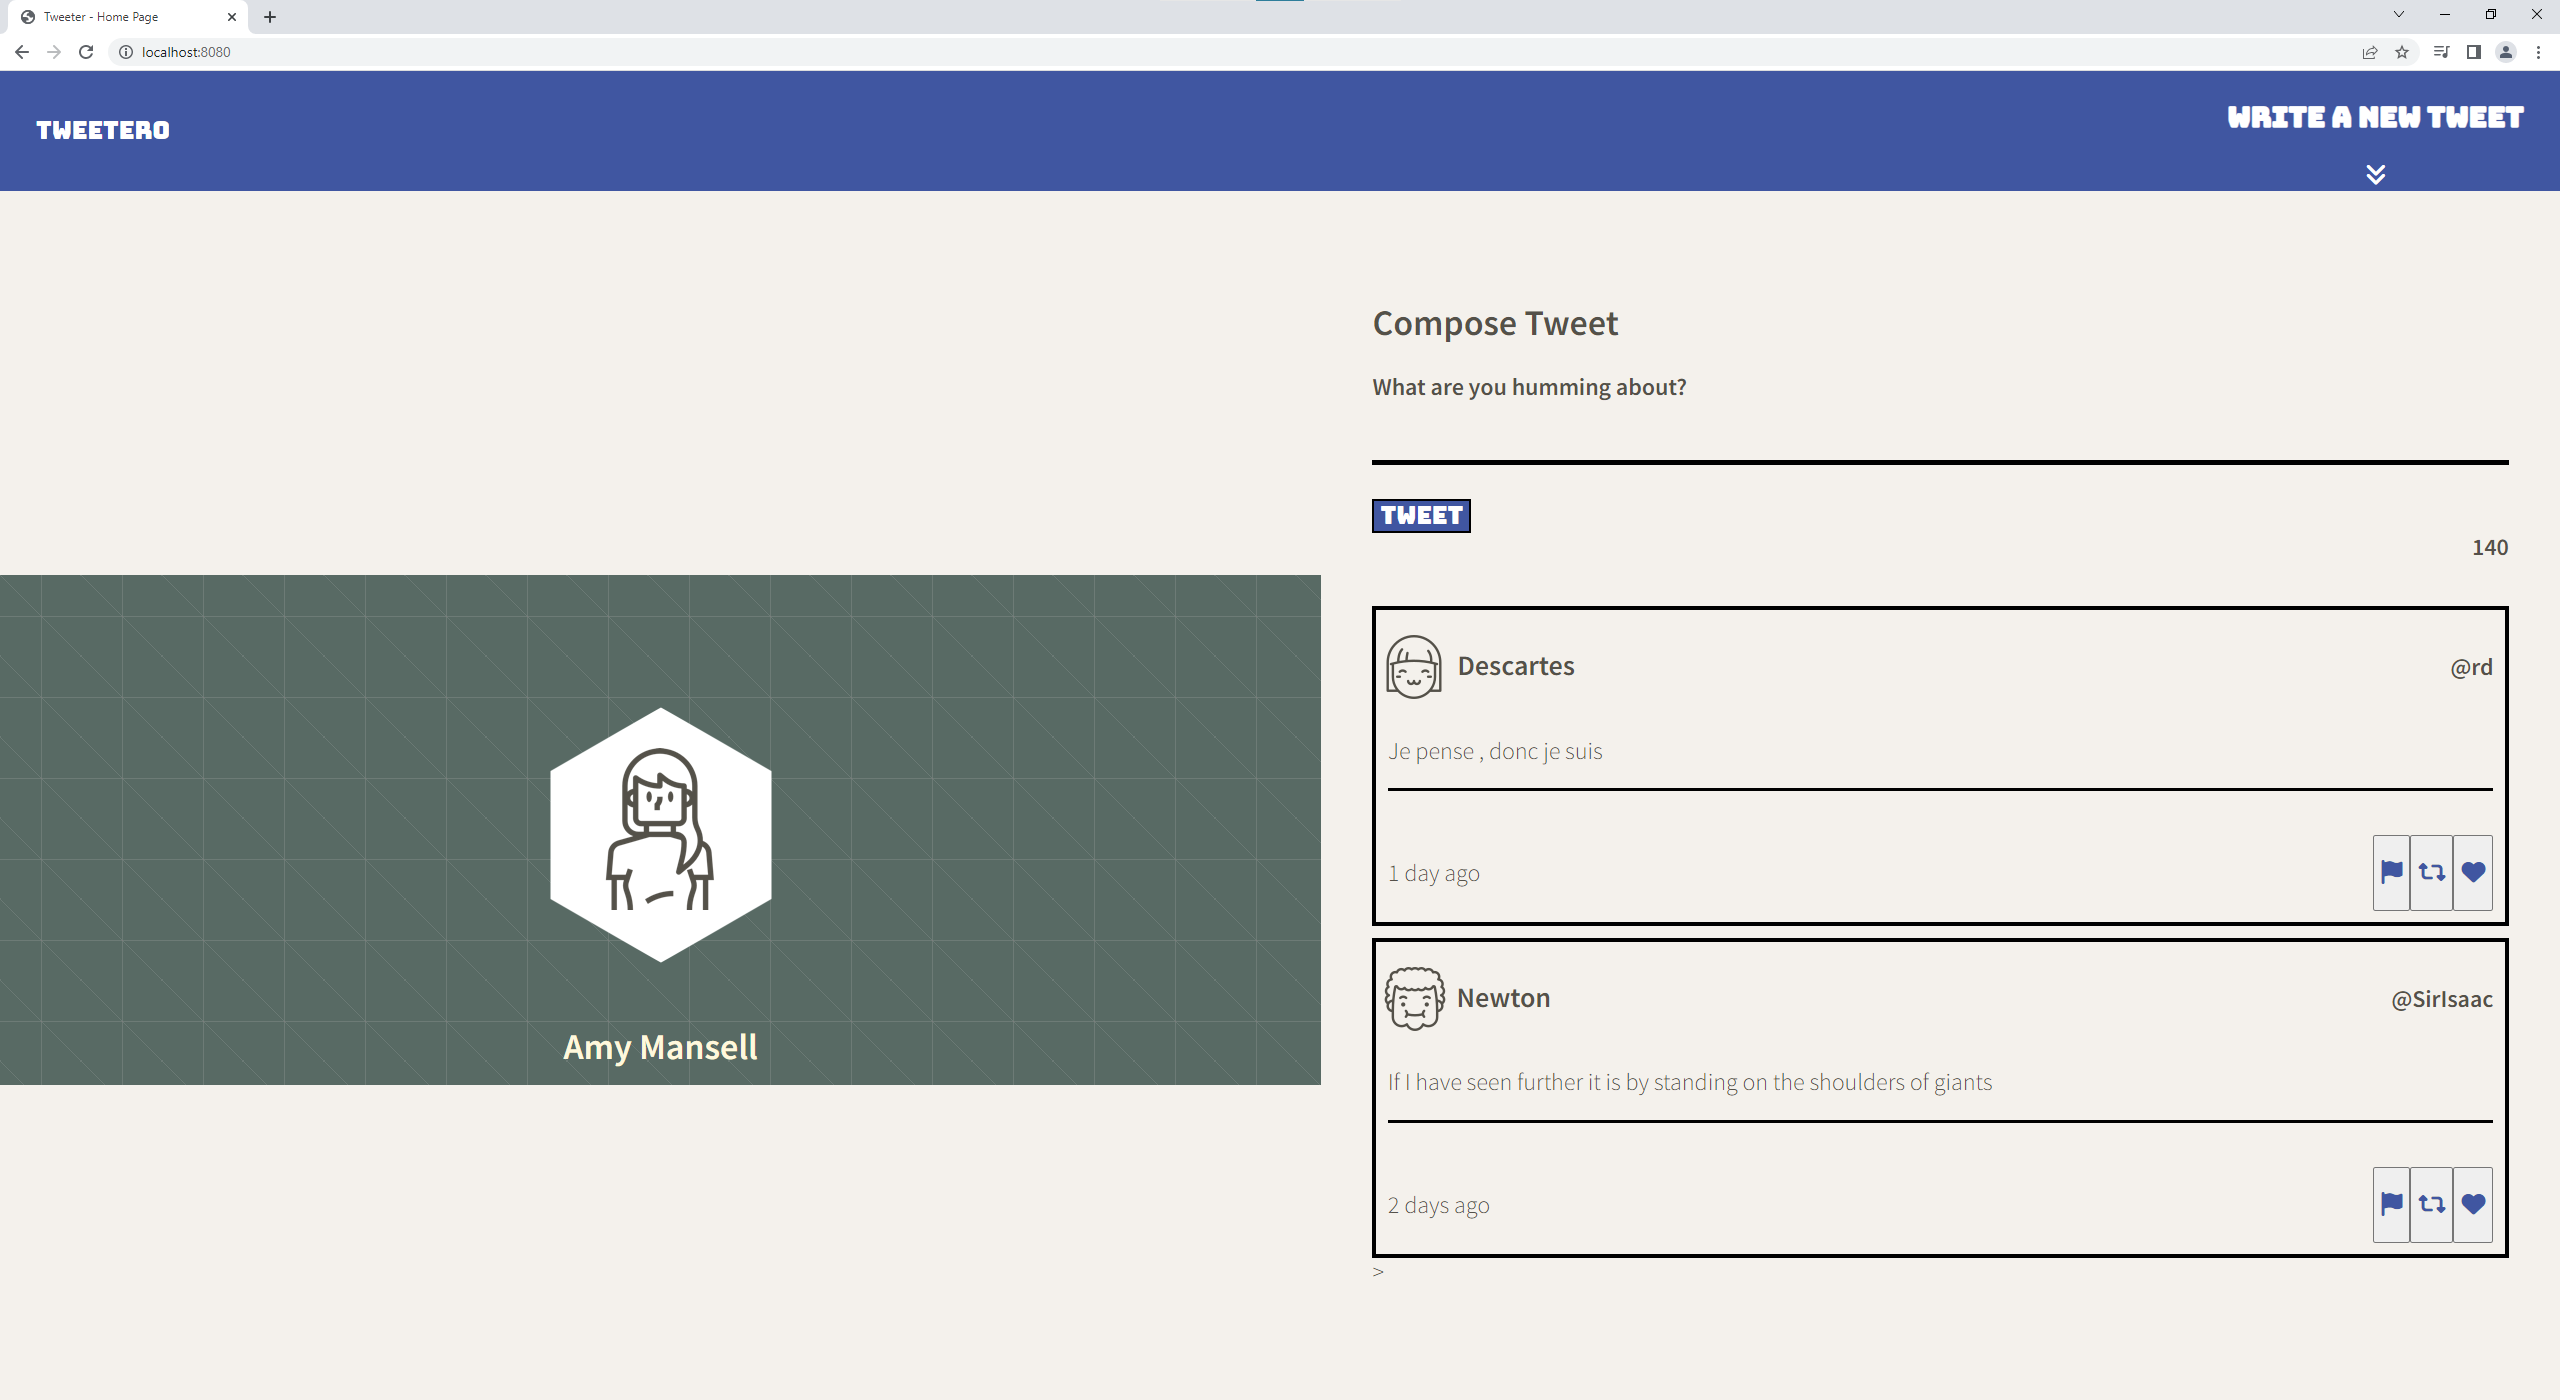 Tweeter - Home Page
localhost:8080
TWEETERO
WRITE A NEW TWEET
Compose Tweet
What are you humming about?
TWEET
140
Amy Mansell
Descartes
@rd
Je pense , donc je suis
1 day ago
Newton
@SirIsaac
If I have seen further it is by standing on the shoulders of giants
2 days ago
>